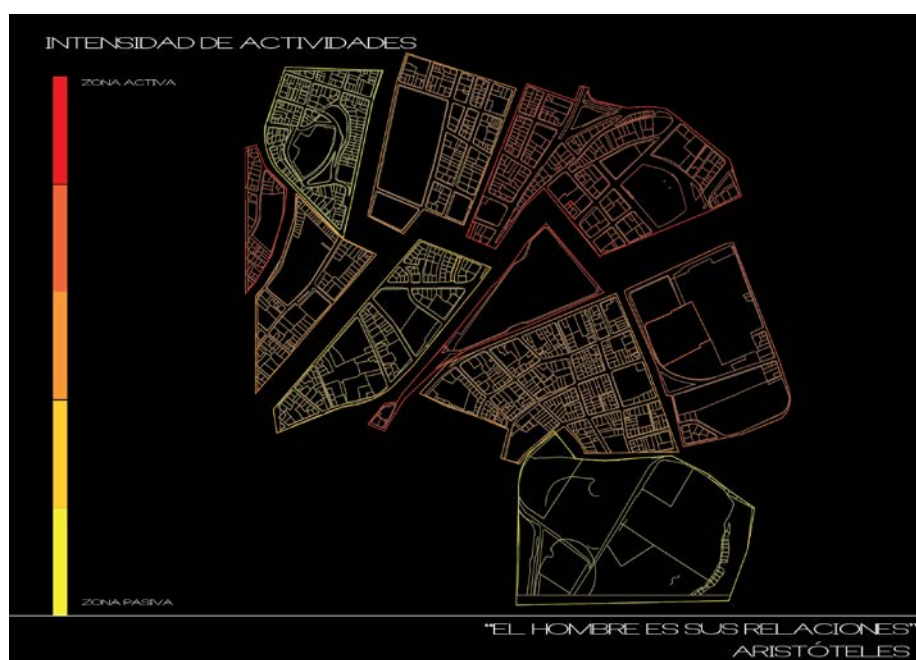 INTENSIDAD DE ACTIVIDADES
ZONA ACTIVA
ZONA PASIVA
"EL HOMBRE ES SUS RELACIONES"
ARISTÓTELES